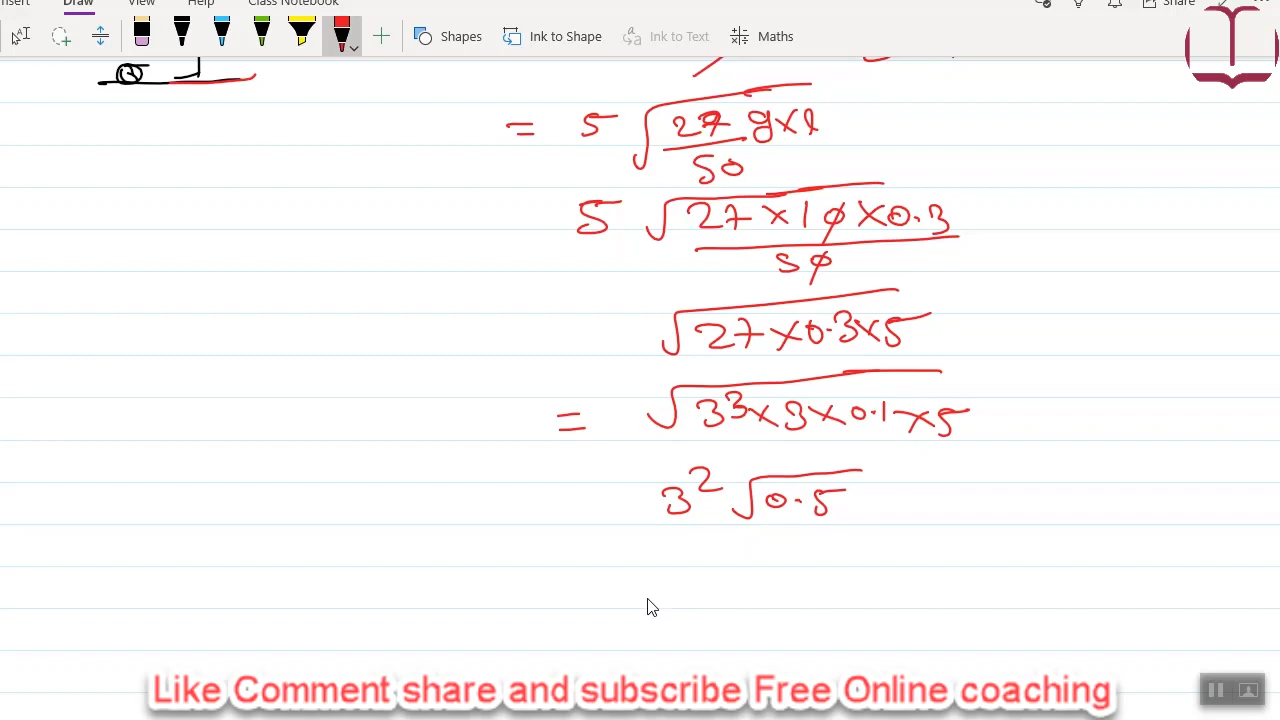 Insert Draw View Help Class Notebook Share
Shapes Ink to Shape Ink to Text Maths
= 5 √27/50 g×l
5 √27×10×0.3/50
√27×0.3×5
= √3³×3×0.1×5
3² √0.5
Like Comment share and subscribe Free Online coaching